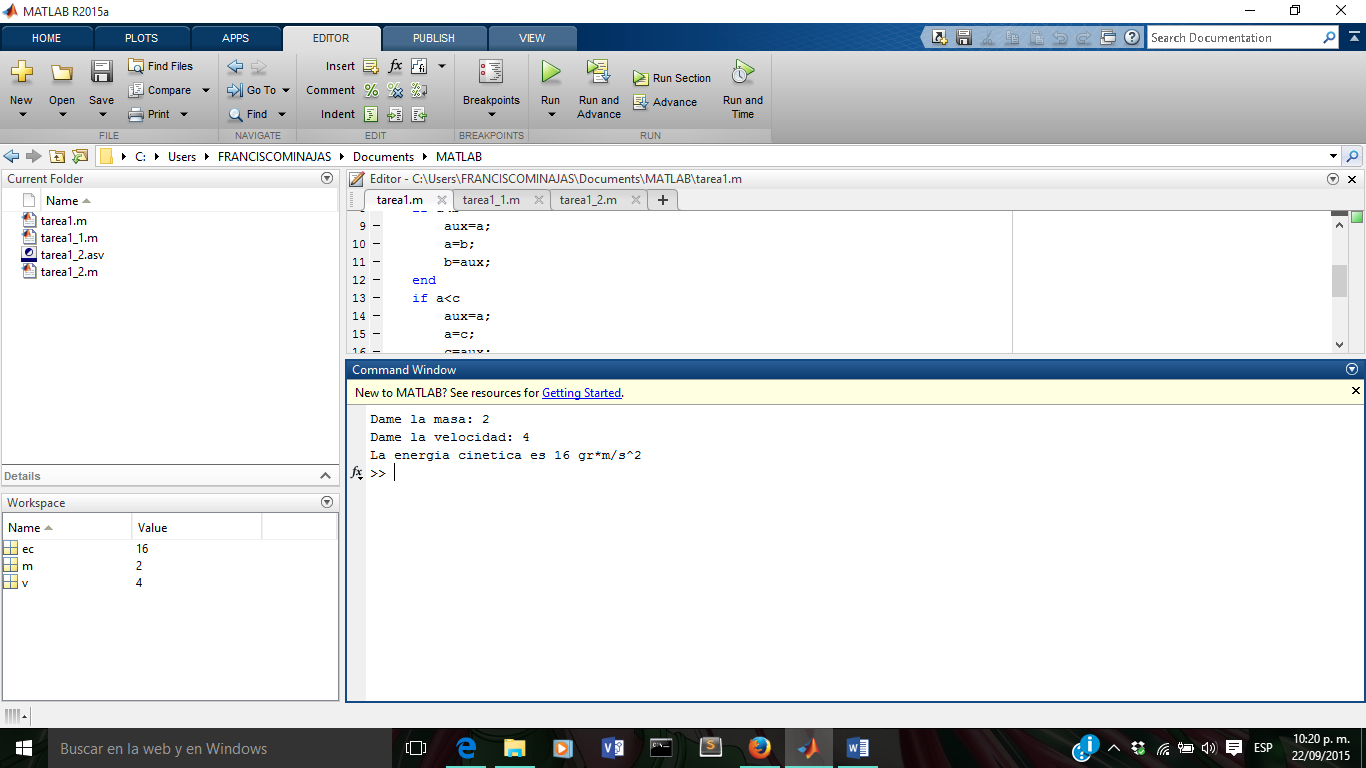 MATLAB R2015a
HOME PLOTS APPS EDITOR PUBLISH VIEW
Search Documentation
New Open Save
Find Files
Compare
Print
FILE
Go To
Find
NAVIGATE
Insert fx
Comment
Indent
EDIT
Breakpoints
BREAKPOINTS
Run
Run and Advance
Run Section
Advance
Run and Time
RUN
C: Users FRANCISCOMINAJAS Documents MATLAB
Current Folder
Name
tarea1.m
tarea1_1.m
tarea1_2.asv
tarea1_2.m
Details
Workspace
Name Value
ec 16
m 2
v 4
Editor - C:\Users\FRANCISCOMINAJAS\Documents\MATLAB\tarea1.m
tarea1.m tarea1_1.m tarea1_2.m +
9 – aux=a;
10 – a=b;
11 – b=aux;
12 – end
13 – if a<c
14 – aux=a;
15 – a=c;
16 – c=aux;
Command Window
New to MATLAB? See resources for Getting Started.
Dame la masa: 2
Dame la velocidad: 4
La energia cinetica es 16 gr*m/s^2
fx >>
Buscar en la web y en Windows
ESP
10:20 p. m.
22/09/2015